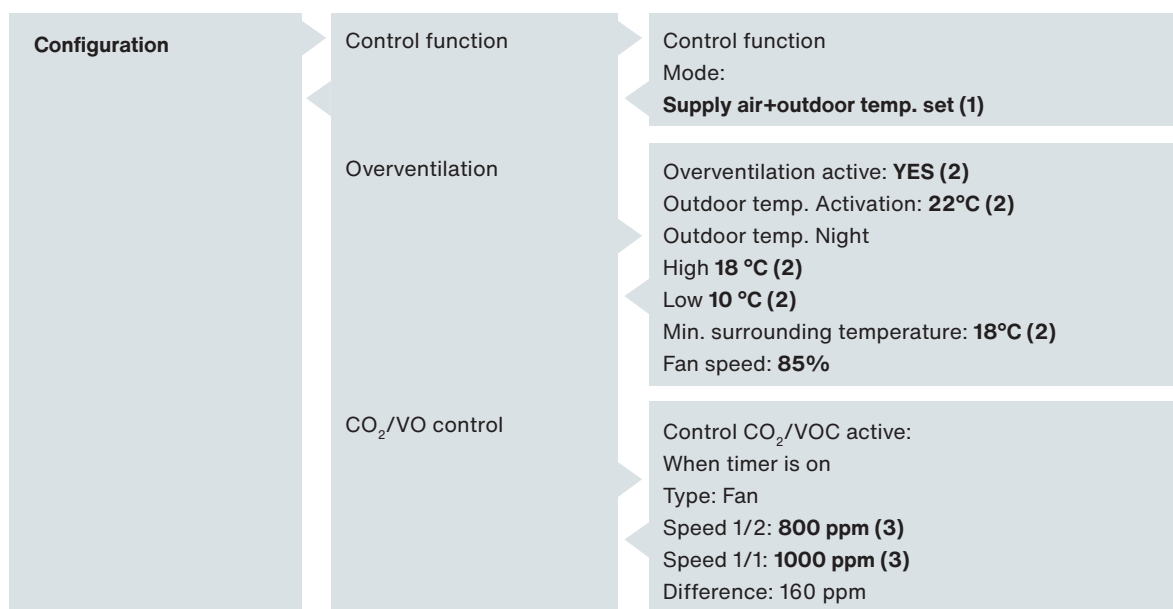 Configuration
Control function
Control function
Mode:
Supply air+outdoor temp. set (1)
Overventilation
Overventilation active: YES (2)
Outdoor temp. Activation: 22°C (2)
Outdoor temp. Night
High 18 °C (2)
Low 10 °C (2)
Min. surrounding temperature: 18°C (2)
Fan speed: 85%
CO₂/VO control
Control CO₂/VOC active:
When timer is on
Type: Fan
Speed 1/2: 800 ppm (3)
Speed 1/1: 1000 ppm (3)
Difference: 160 ppm